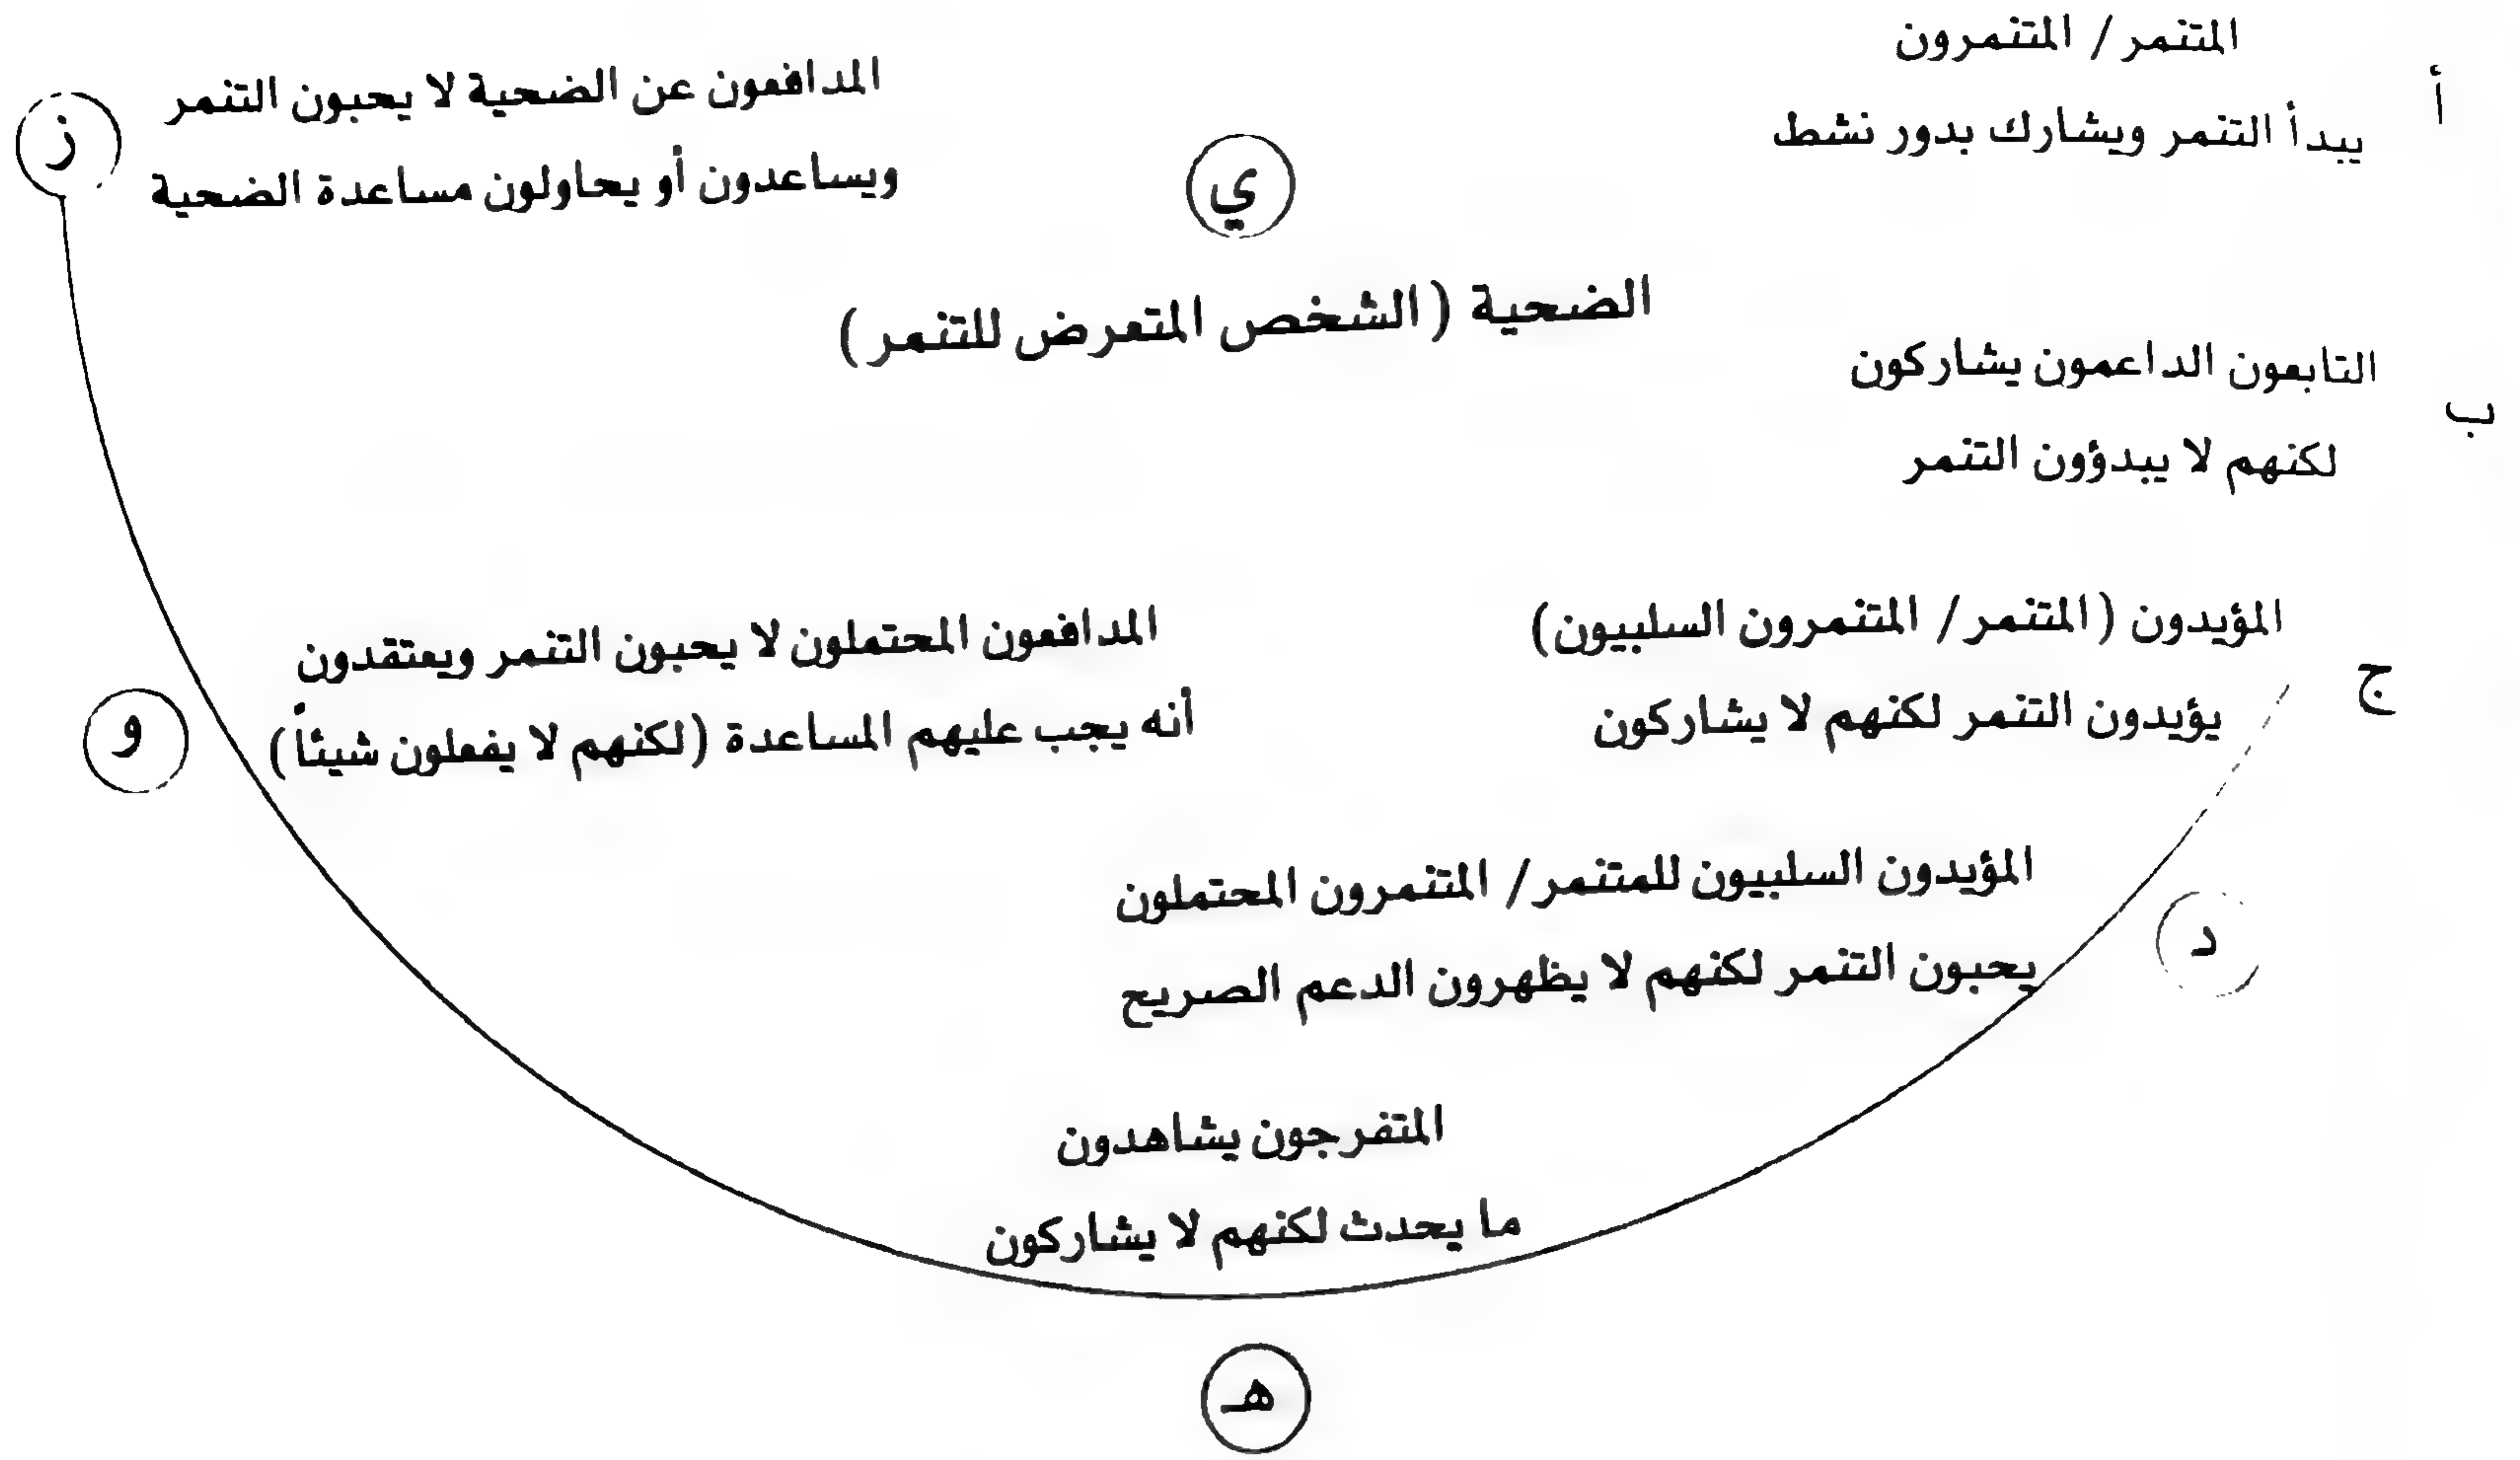 أ
المتنمر / المتنمرون
يبدأ التنمر ويشارك بدور نشط
ب
التابعون الداعمون يشاركون
لكنهم لا يبدؤون التنمر
ج
المؤيدون (المتنمر / المتنمرون السلبيون)
يؤيدون التنمر لكنهم لا يشاركون
د
المؤيدون السلبيون للمتنمر / المتنمرون المحتملون
يحبون التنمر لكنهم لا يظهرون الدعم الصريح
هـ
المتفرجون يشاهدون
ما يحدث لكنهم لا يشاركون
و
المدافعون المحتملون لا يحبون التنمر ويعتقدون
أنه يجب عليهم المساعدة (لكنهم لا يفعلون شيئاً)
ز
المدافعون عن الضحية لا يحبون التنمر
ويساعدون أو يحاولون مساعدة الضحية
ي
الضحية (الشخص المتعرض للتنمر)